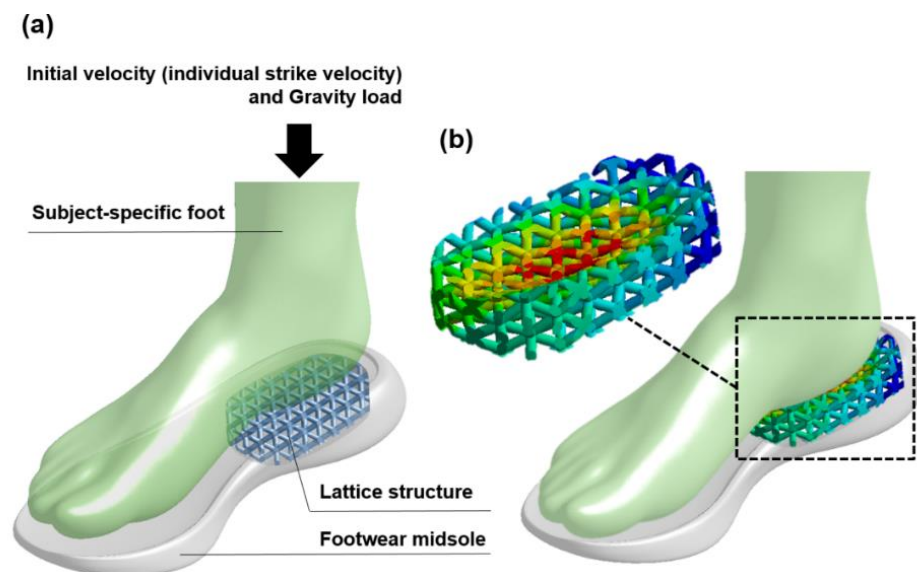 (a)
Initial velocity (individual strike velocity)
and Gravity load
(b)
Subject-specific foot
Lattice structure
Footwear midsole